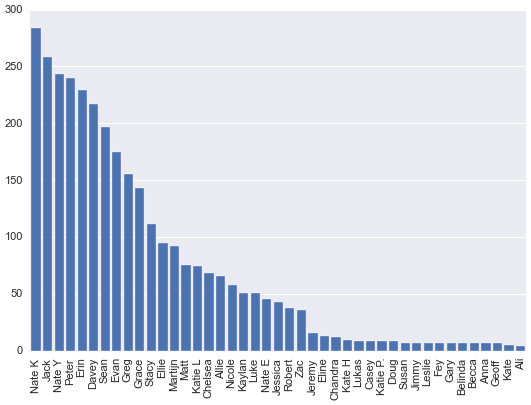 300
250
200
150
100
50
0
Nate K
Jack
Nate Y
Peter
Erin
Davey
Sean
Evan
Greg
Grace
Stacy
Ellie
Martijn
Matt
Katie L
Chelsea
Allie
Nicole
Kaylan
Luke
Nate E
Jessica
Robert
Zac
Jeremy
Eline
Chandra
Kate H
Lukas
Casey
Katie P.
Doug
Susan
Jimmy
Leslie
Fey
Gary
Belinda
Becca
Anna
Geoff
Kate
Ali